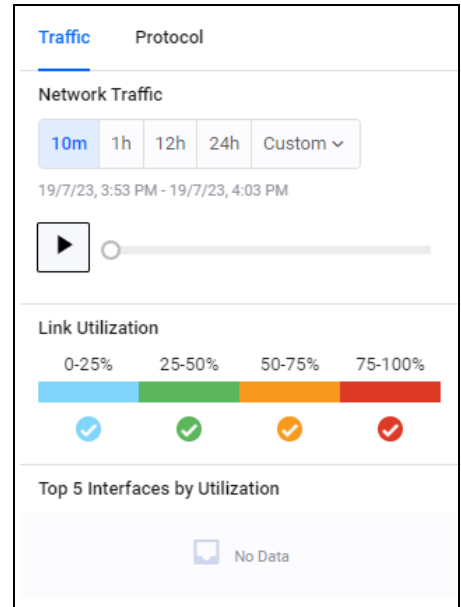 Traffic Protocol
Network Traffic
10m 1h 12h 24h Custom
19/7/23, 3:53 PM - 19/7/23, 4:03 PM
Link Utilization
0-25% 25-50% 50-75% 75-100%
Top 5 Interfaces by Utilization
No Data